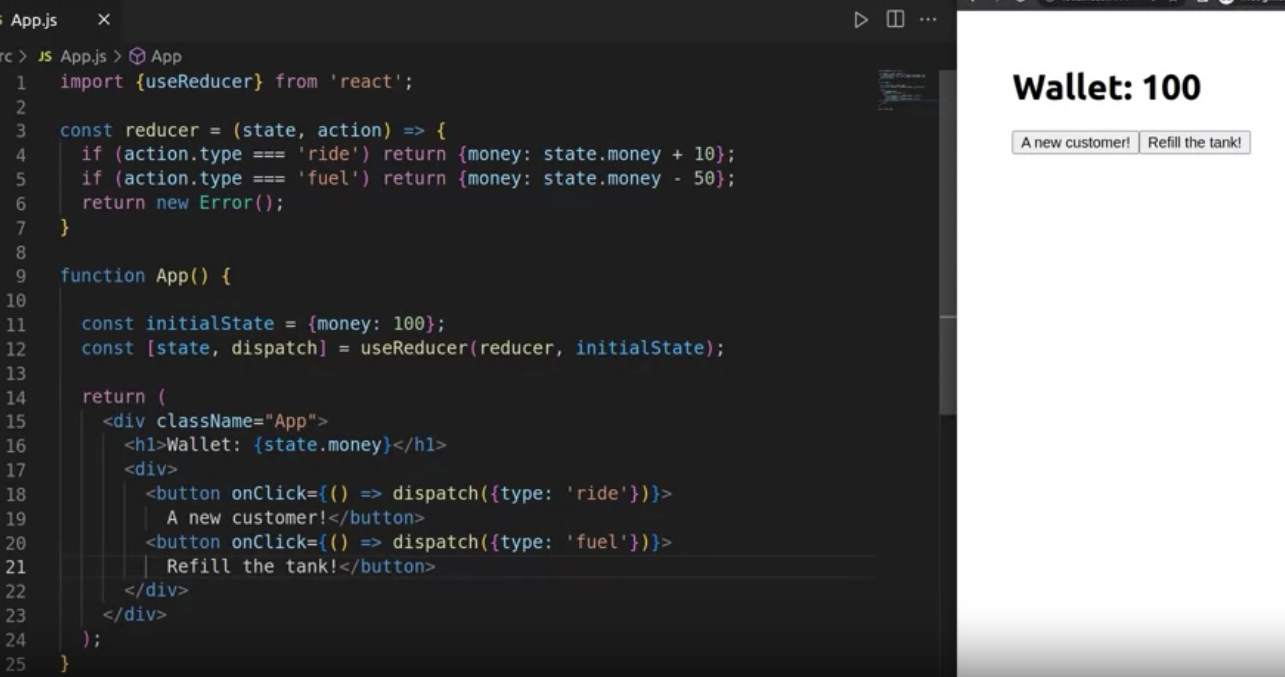 App.js
rc > JS App.js > App
1 import {useReducer} from 'react';
2
3 const reducer = (state, action) => {
4 if (action.type === 'ride') return {money: state.money + 10};
5 if (action.type === 'fuel') return {money: state.money - 50};
6 return new Error();
7 }
8
9 function App() {
10
11 const initialState = {money: 100};
12 const [state, dispatch] = useReducer(reducer, initialState);
13
14 return (
15 <div className="App">
16 <h1>Wallet: {state.money}</h1>
17 <div>
18 <button onClick={() => dispatch({type: 'ride'})}>
19 A new customer!</button>
20 <button onClick={() => dispatch({type: 'fuel'})}>
21 Refill the tank!</button>
22 </div>
23 </div>
24 );
25 }
Wallet: 100
A new customer! Refill the tank!